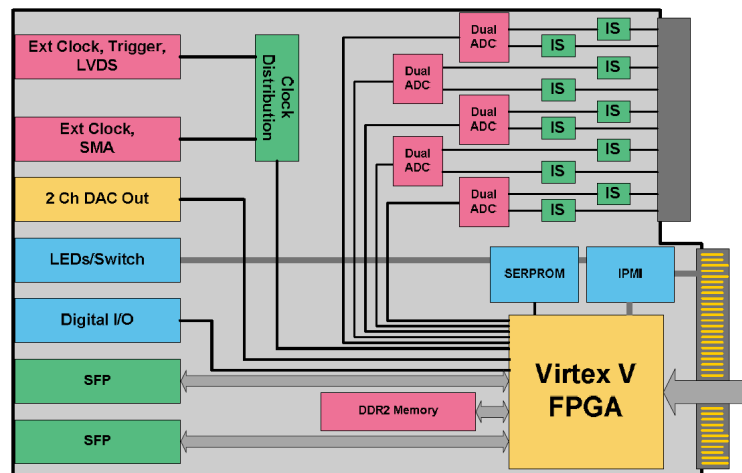 Ext Clock, Trigger,
LVDS
Ext Clock,
SMA
2 Ch DAC Out
LEDs/Switch
Digital I/O
SFP
SFP
Clock
Distribution
Dual
ADC
Dual
ADC
Dual
ADC
Dual
ADC
Dual
ADC
IS
IS
IS
IS
IS
IS
IS
IS
IS
IS
SERPROM
IPMI
DDR2 Memory
Virtex V
FPGA